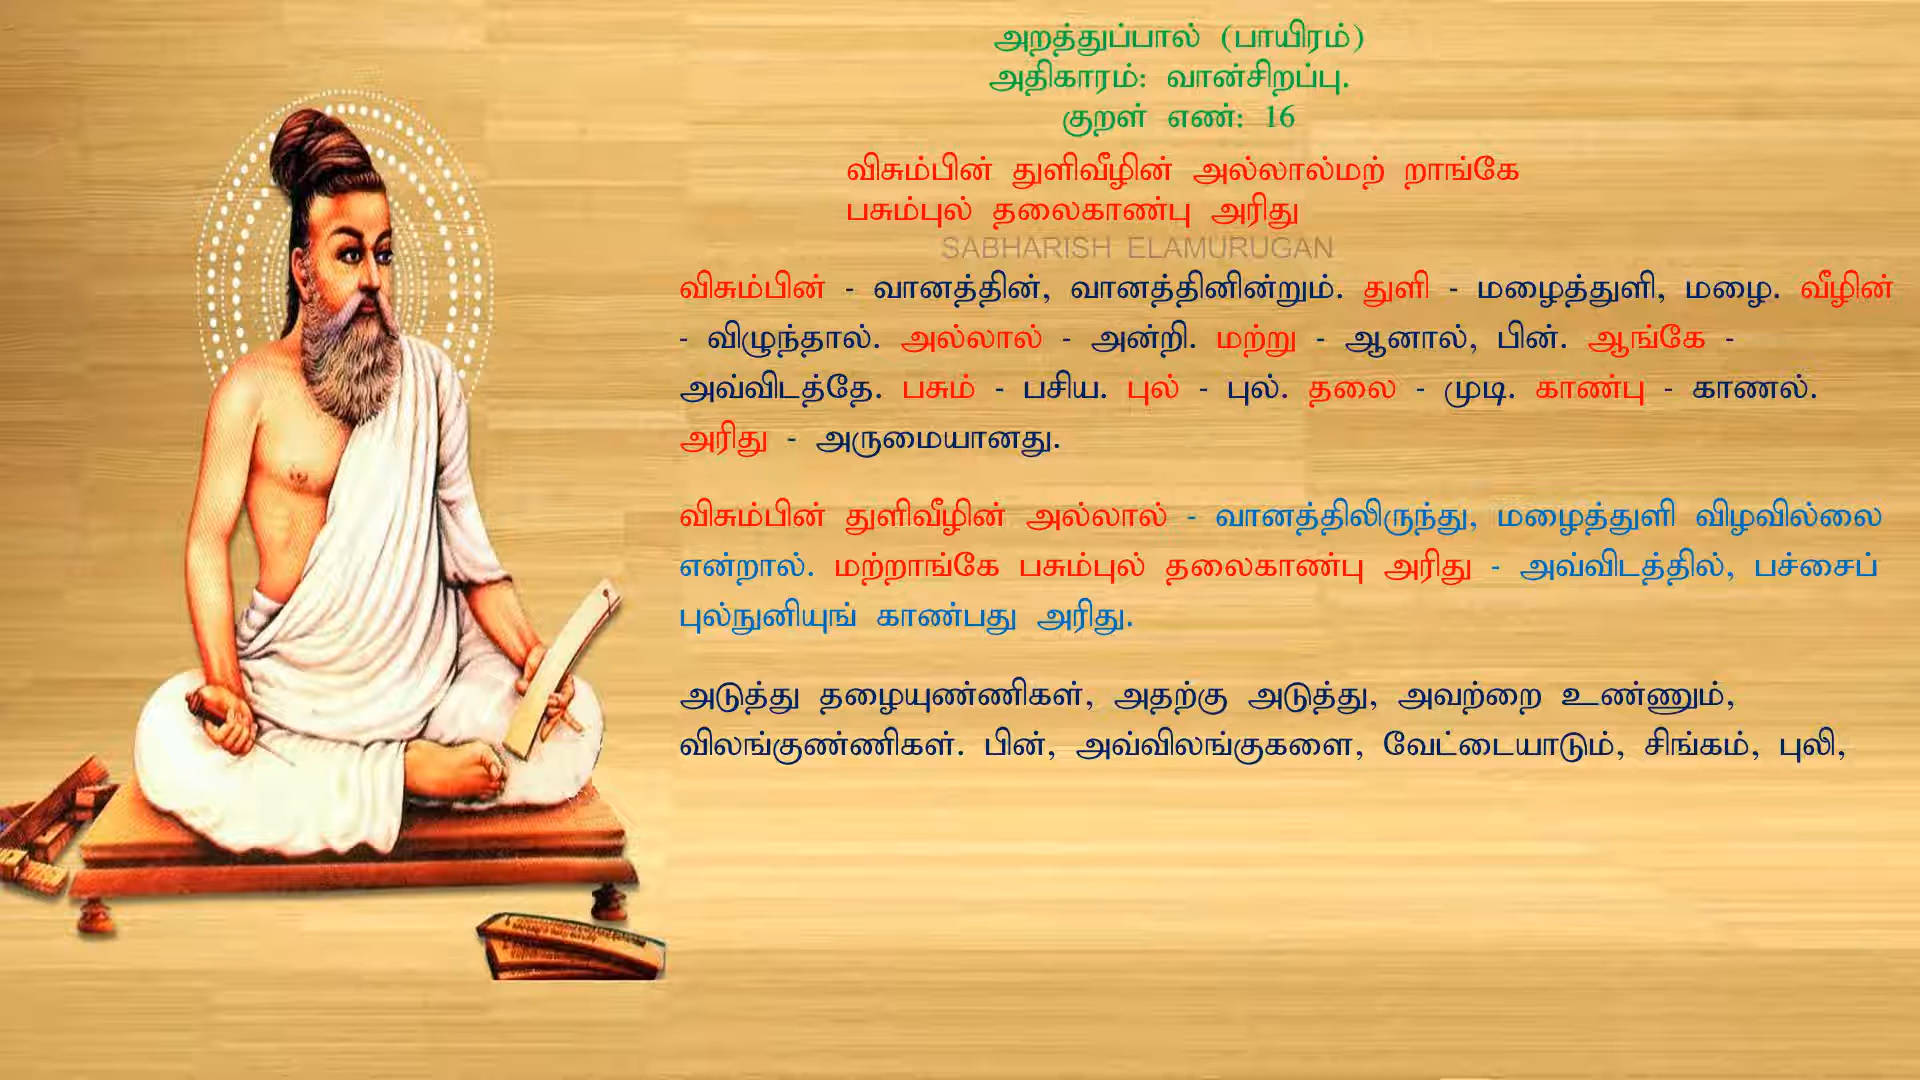 அறத்துப்பால் (பாயிரம்)
அதிகாரம்: வான்சிறப்பு.
குறள் எண்: 16
விசும்பின் துளிவீழின் அல்லால்மற் றாங்கே
பசும்புல் தலைகாண்பு அரிது
SABHARISH ELAMURUGAN
விசும்பின் - வானத்தின், வானத்தினின்றும். துளி - மழைத்துளி, மழை. வீழின்
- விழுந்தால். அல்லால் - அன்றி. மற்று - ஆனால், பின். ஆங்கே -
அவ்விடத்தே. பசும் - பசிய. புல் - புல். தலை - முடி. காண்பு - காணல்.
அரிது - அருமையானது.
விசும்பின் துளிவீழின் அல்லால் - வானத்திலிருந்து, மழைத்துளி விழவில்லை
என்றால். மற்றாங்கே பசும்புல் தலைகாண்பு அரிது - அவ்விடத்தில், பச்சைப்
புல்நுனியுங் காண்பது அரிது.
அடுத்து தழையுண்ணிகள், அதற்கு அடுத்து, அவற்றை உண்ணும்,
விலங்குண்ணிகள். பின், அவ்விலங்குகளை, வேட்டையாடும், சிங்கம், புலி,